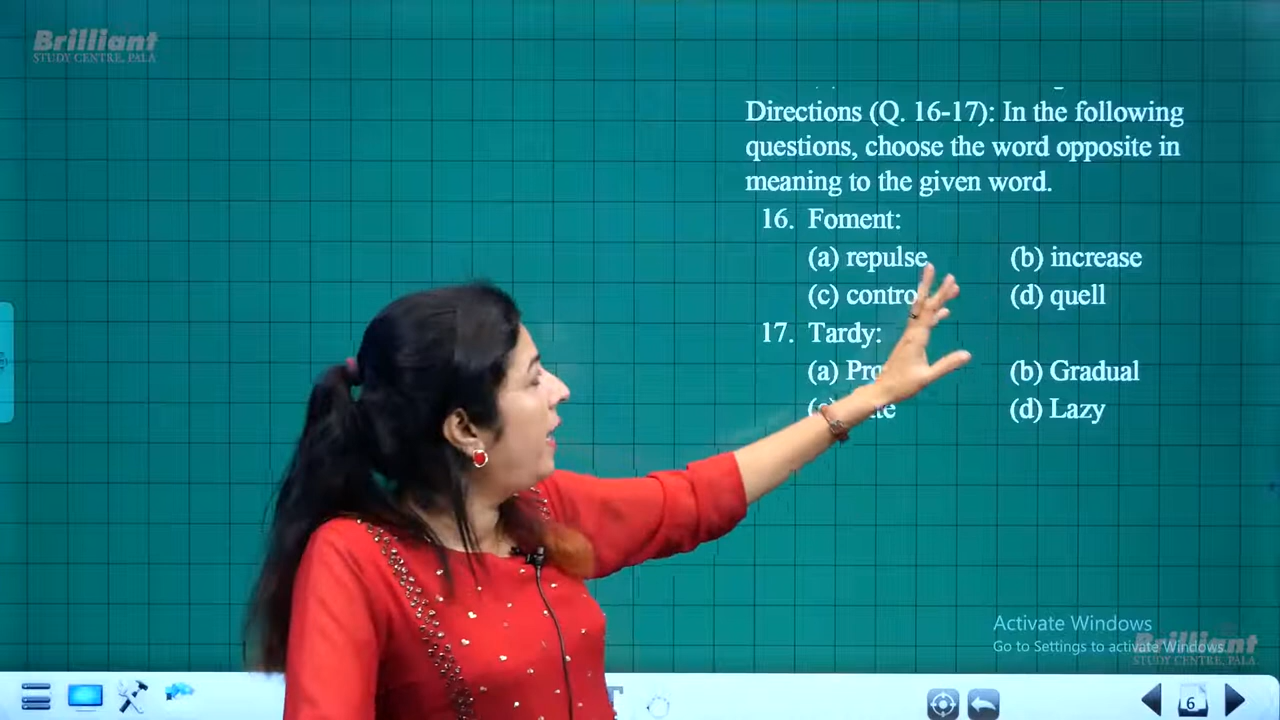 Brilliant
STUDY CENTRE, PALA
Directions (Q. 16-17): In the following
questions, choose the word opposite in
meaning to the given word.
16. Foment:
(a) repulse (b) increase
(c) (d) quell
17. Tardy:
(a) (b) Gradual
(d) Lazy
Activate Windows
Go to Settings to activate Windows.
Brilliant
STUDY CENTRE, PALA
6